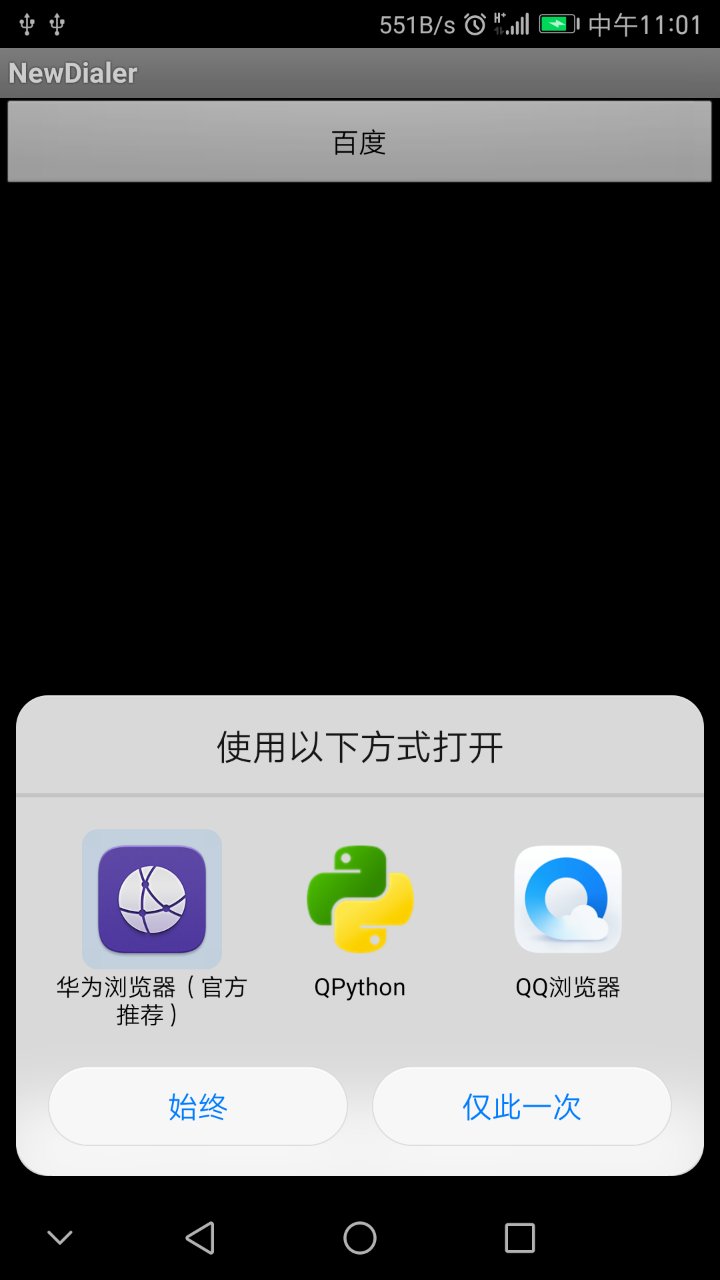 551B/s H+ 中午11:01
NewDialer
百度
使用以下方式打开
华为浏览器（官方
推荐）
QPython
QQ浏览器
始终
仅此一次